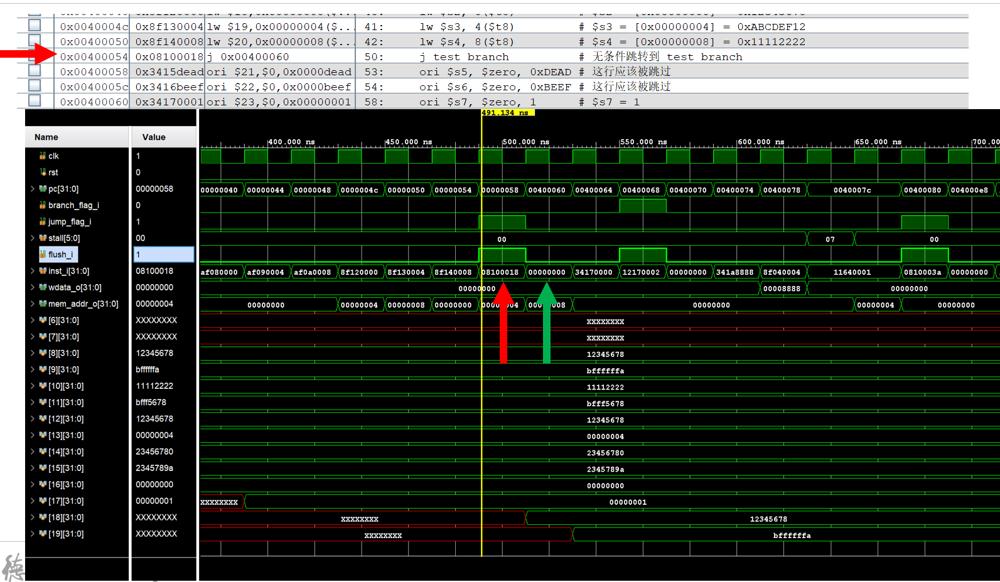 0x0040004c 0x8f130004 lw $19,0x00000004($... 41: lw $s3, 4($t8) # $s3 = [0x00000004] = 0xABCDEF12
0x00400050 0x8f140008 lw $20,0x00000008($... 42: lw $s4, 8($t8) # $s4 = [0x00000008] = 0x11112222
0x00400054 0x08100018 j 0x00400060 50: j test branch # 无条件跳转到 test branch
0x00400058 0x3415dead ori $21,$0,0x0000dead 53: ori $s5, $zero, 0xDEAD # 这行应该被跳过
0x0040005c 0x3416beef ori $22,$0,0x0000beef 54: ori $s6, $zero, 0xBEEF # 这行应该被跳过
0x00400060 0x34170001 ori $23,$0,0x00000001 58: ori $s7, $zero, 1 # $s7 = 1
491.134 ns
Name Value 400.000 ns 450.000 ns 500.000 ns 550.000 ns 600.000 ns 650.000 ns 700.00
clk 1
rst 0
pc[31:0] 00000058 00000040 00000044 00000048 0000004c 00000050 00000054 00000058 00400060 00400064 00400068 00400070 00400074 00400078 0040007c 00400080 004000e8
branch_flag_i 0
jump_flag_i 1
stall[5:0] 00 00 07 00
flush_i 1
inst_i[31:0] 08100018 af080000 af090004 af0a0008 8f120000 8f130004 8f140008 08100018 00000000 34170000 12170002 00000000 341a8888 8f040004 11640001 0810003a 00000000
wdata_o[31:0] 00000000 00000000 00008888 00000000
mem_addr_o[31:0] 00000004 00000000 00000004 00000008 00000000 00000000 00000004 00000000
[6][31:0] XXXXXXXX XXXXXXXX
[7][31:0] XXXXXXXX XXXXXXXX
[8][31:0] 12345678 12345678
[9][31:0] bffffffa bffffffa
[10][31:0] 11112222 11112222
[11][31:0] bfff5678 bfff5678
[12][31:0] 12345678 12345678
[13][31:0] 00000004 00000004
[14][31:0] 23456780 23456780
[15][31:0] 2345789a 2345789a
[16][31:0] 00000000 00000000
[17][31:0] 00000001 XXXXXXXX 00000001
[18][31:0] XXXXXXXX XXXXXXXX 12345678
[19][31:0] XXXXXXXX XXXXXXXX bffffffa
德